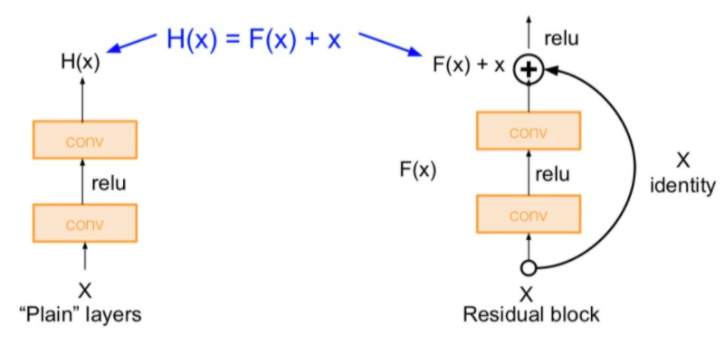 H(x) = F(x) + x
H(x)
conv
relu
conv
X
“Plain” layers
relu
F(x) + x
+
conv
F(x)
relu
conv
X
identity
X
Residual block